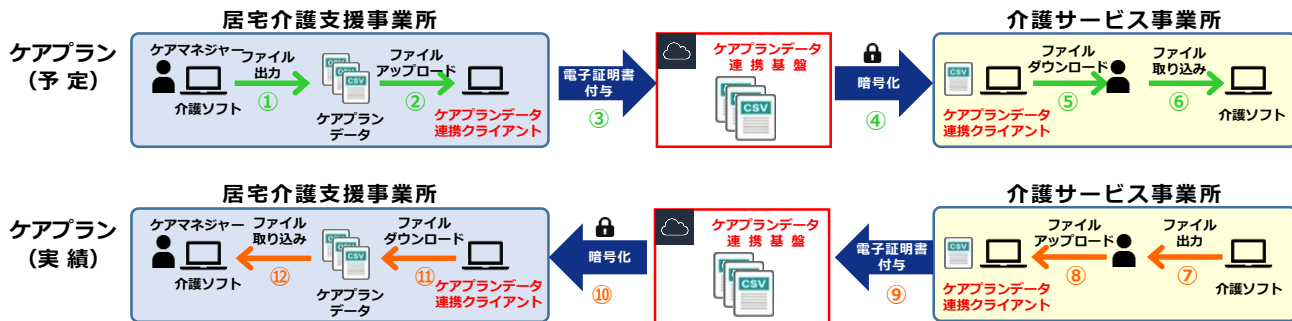 居宅介護支援事業所
介護サービス事業所
ケアプラン
(予 定)
ケアマネジャー
ファイル
出力
①
介護ソフト
CSV
ケアプラン
データ
ファイル
アップロード
②
ケアプランデータ
連携クライアント
電子証明書
付与
③
ケアプランデータ
連 携 基 盤
CSV
暗号化
④
CSV
ケアプランデータ
連携クライアント
ファイル
ダウンロード
⑤
ファイル
取り込み
⑥
介護ソフト
居宅介護支援事業所
介護サービス事業所
ケアプラン
(実 績)
ケアマネジャー
ファイル
取り込み
⑫
介護ソフト
CSV
ケアプラン
データ
ファイル
ダウンロード
⑪
ケアプランデータ
連携クライアント
暗号化
⑩
ケアプランデータ
連 携 基 盤
CSV
電子証明書
付与
⑨
CSV
ケアプランデータ
連携クライアント
ファイル
アップロード
⑧
ファイル
出力
⑦
介護ソフト